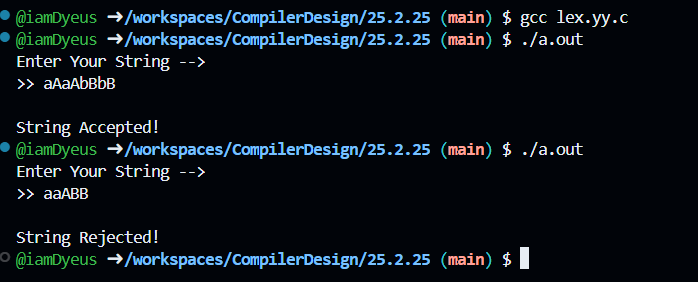 @iamDyeus ➜/workspaces/CompilerDesign/25.2.25 (main) $ gcc lex.yy.c
@iamDyeus ➜/workspaces/CompilerDesign/25.2.25 (main) $ ./a.out
Enter Your String -->
>> aAaAbBbB
String Accepted!
@iamDyeus ➜/workspaces/CompilerDesign/25.2.25 (main) $ ./a.out
Enter Your String -->
>> aaABB
String Rejected!
@iamDyeus ➜/workspaces/CompilerDesign/25.2.25 (main) $